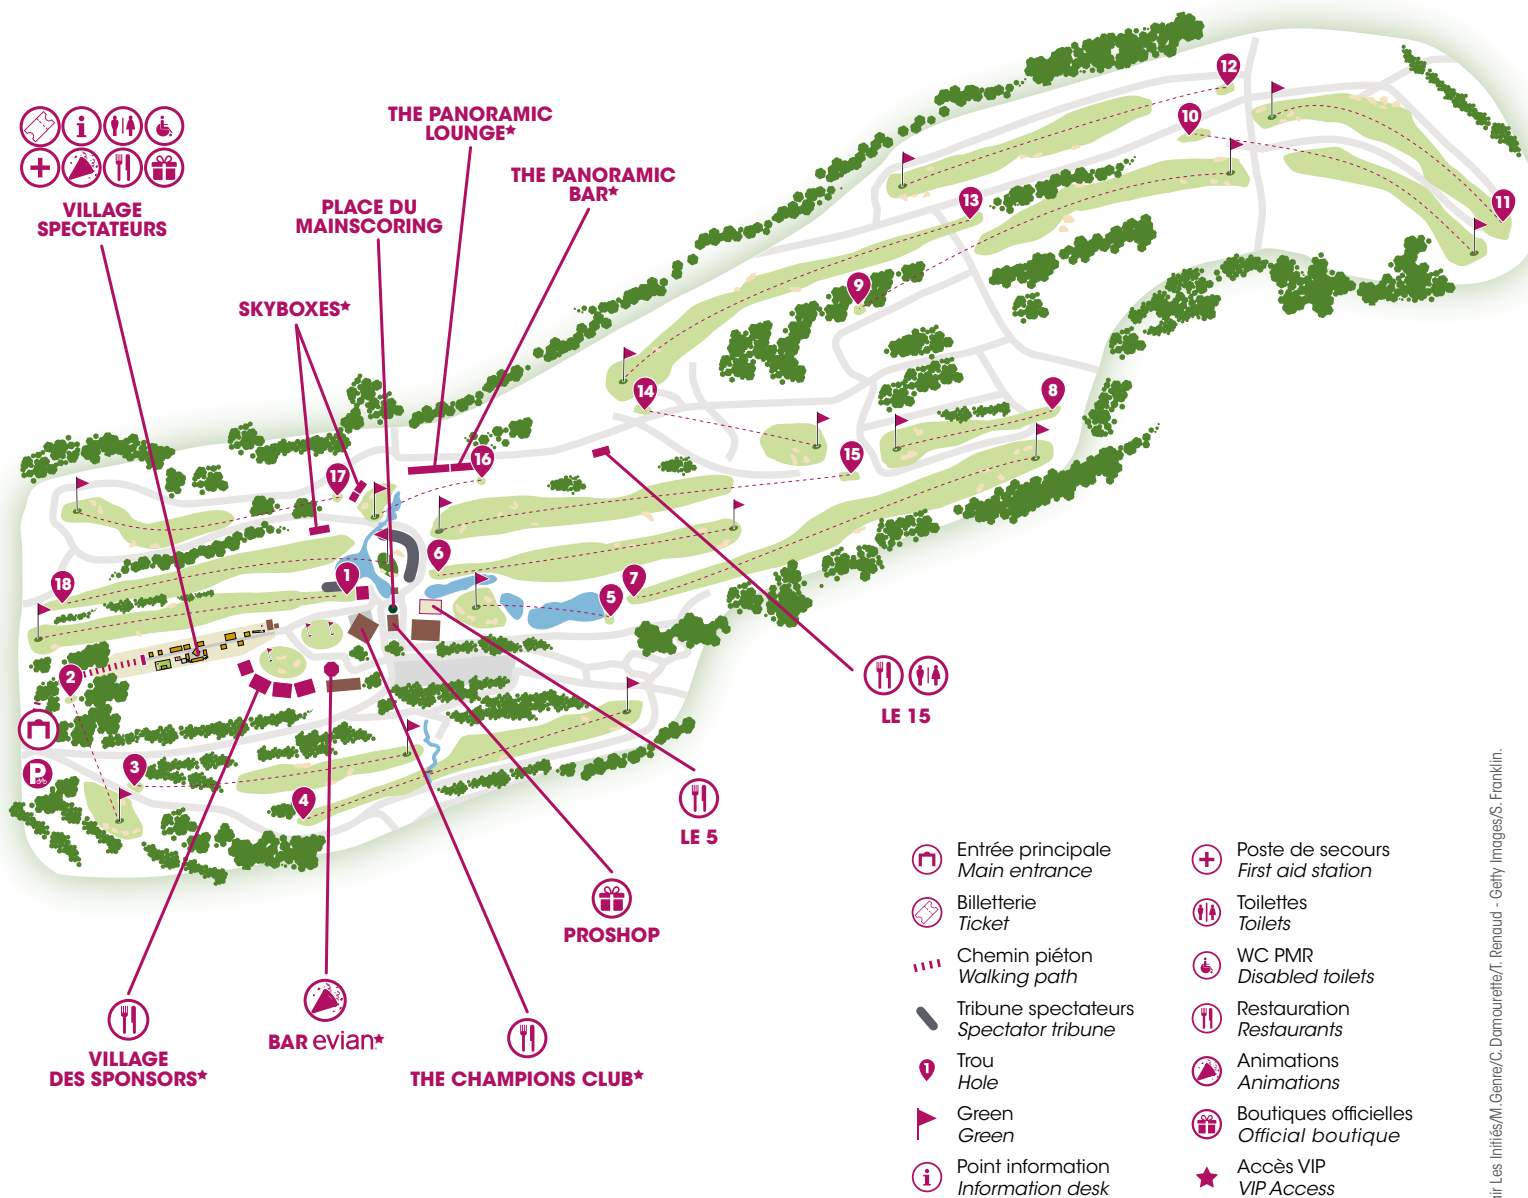 THE PANORAMIC
LOUNGE★
THE PANORAMIC
BAR★
PLACE DU
MAINSCORING
VILLAGE
SPECTATEURS
SKYBOXES★
12
10
11
13
9
14
8
15
16
17
6
7
5
1
18
2
3
4
P
LE 15
LE 5
PROSHOP
BAR evian★
VILLAGE
DES SPONSORS★
THE CHAMPIONS CLUB★
Entrée principale
Main entrance
Billetterie
Ticket
Chemin piéton
Walking path
Tribune spectateurs
Spectator tribune
1
Trou
Hole
Green
Green
i
Point information
Information desk
Poste de secours
First aid station
Toilettes
Toilets
WC PMR
Disabled toilets
Restauration
Restaurants
Animations
Animations
Boutiques officielles
Official boutique
Accès VIP
VIP Access
Les Initiés/M.Genre/C. Damourette/T. Renaud - Getty Images/S. Franklin.